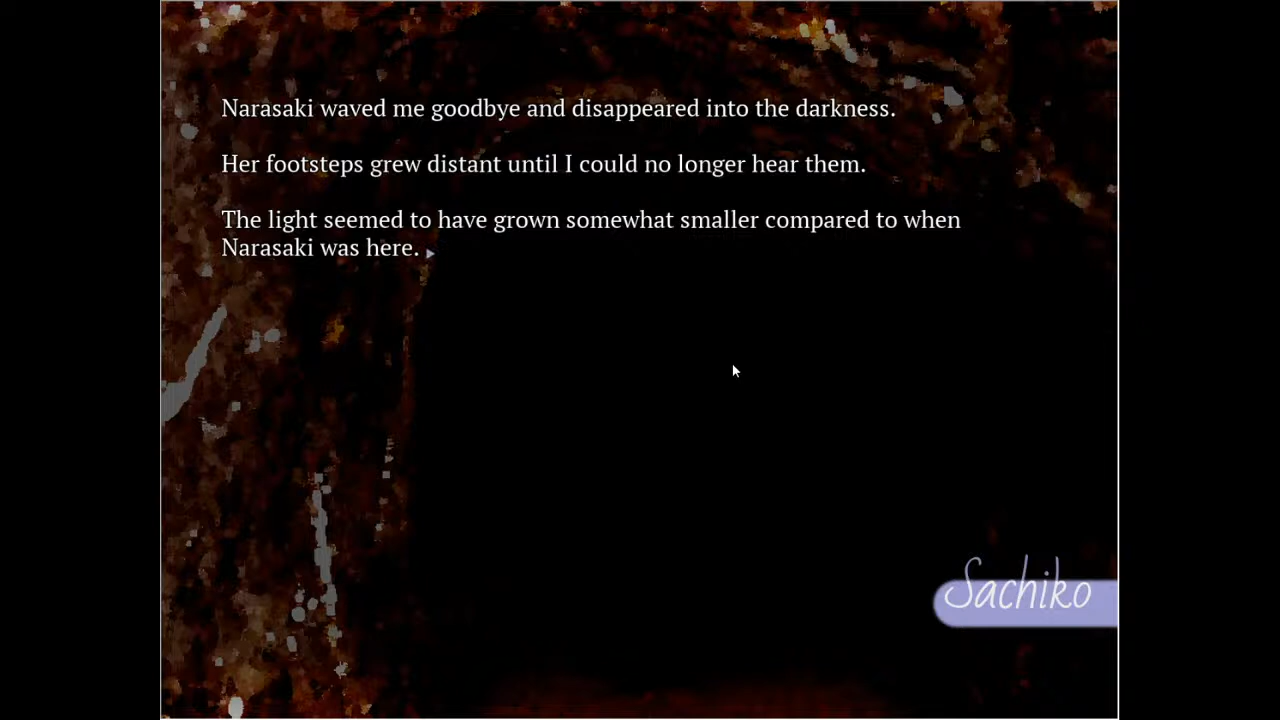 Narasaki waved me goodbye and disappeared into the darkness.
Her footsteps grew distant until I could no longer hear them.
The light seemed to have grown somewhat smaller compared to when
Narasaki was here.
Sachiko